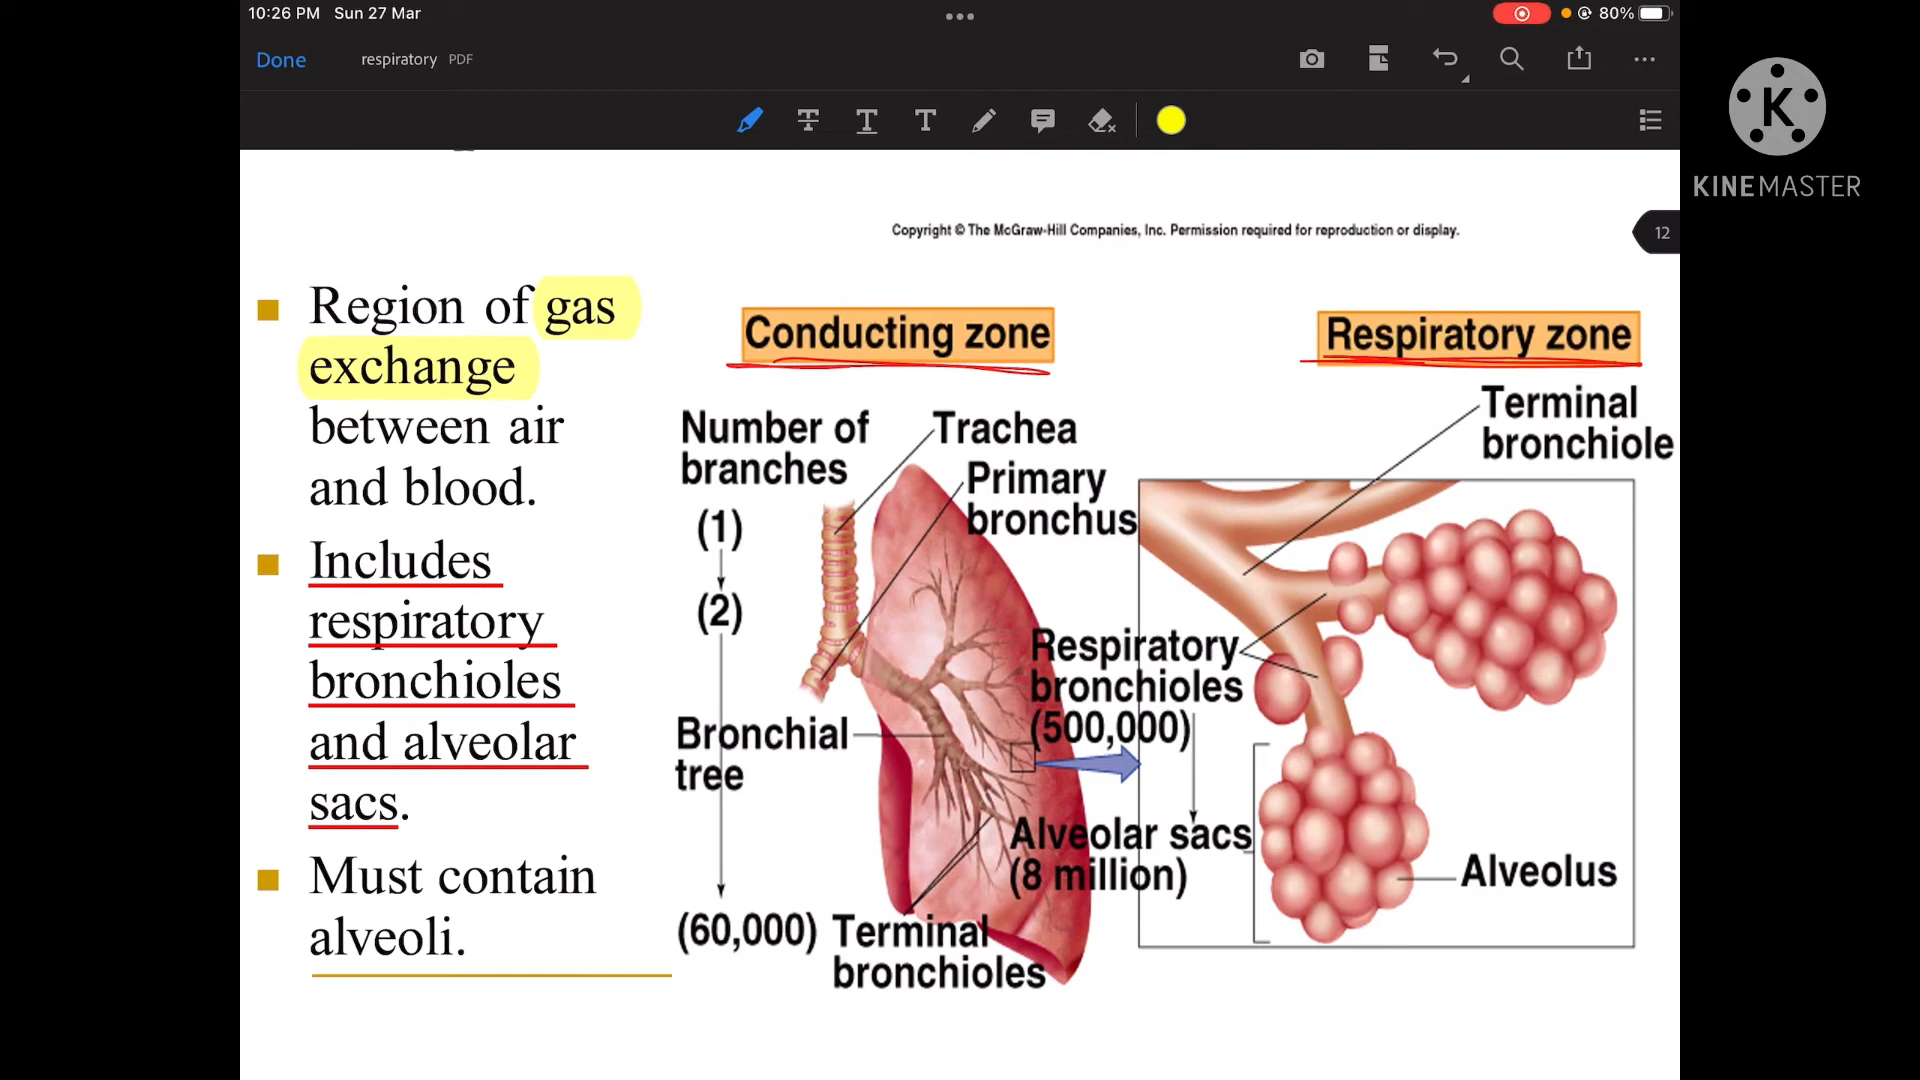 10:26 PM Sun 27 Mar
80%
Done
respiratory PDF
T T T
K
KINEMASTER
Copyright © The McGraw-Hill Companies, Inc. Permission required for reproduction or display.
12
Region of gas
exchange
between air
and blood.
Includes
respiratory
bronchioles
and alveolar
sacs.
Must contain
alveoli.
Conducting zone
Number of
branches
(1)
(2)
(60,000)
Trachea
Primary
bronchus
Bronchial
tree
Terminal
bronchioles
Respiratory zone
Terminal
bronchiole
Respiratory
bronchioles
(500,000)
Alveolar sacs
(8 million)
Alveolus